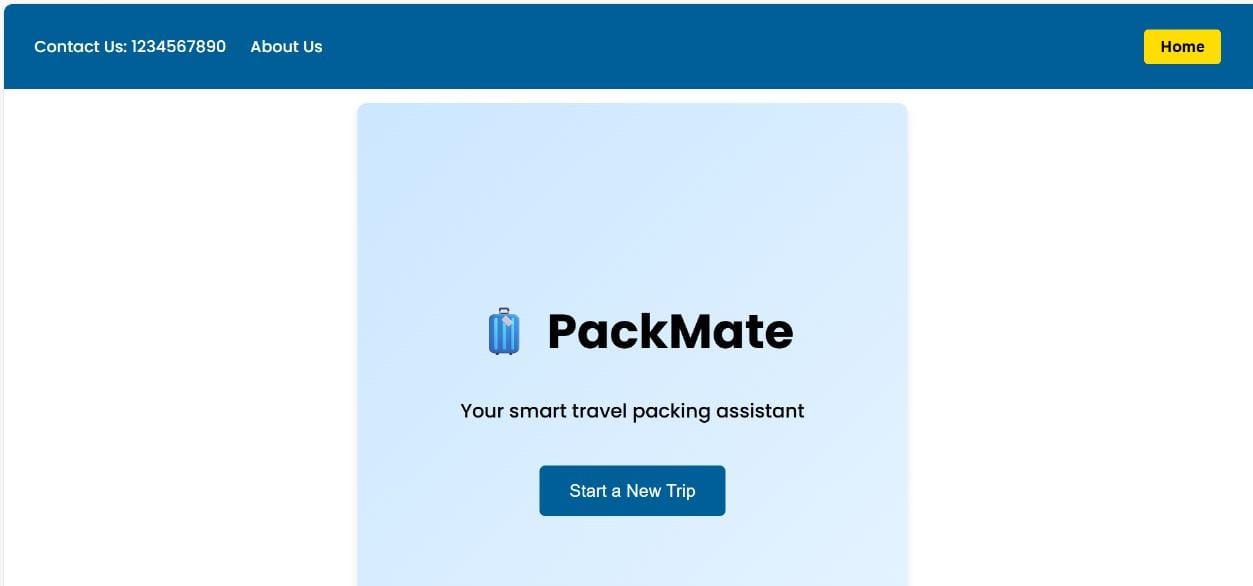 Contact Us: 1234567890 About Us Home
PackMate
Your smart travel packing assistant
Start a New Trip